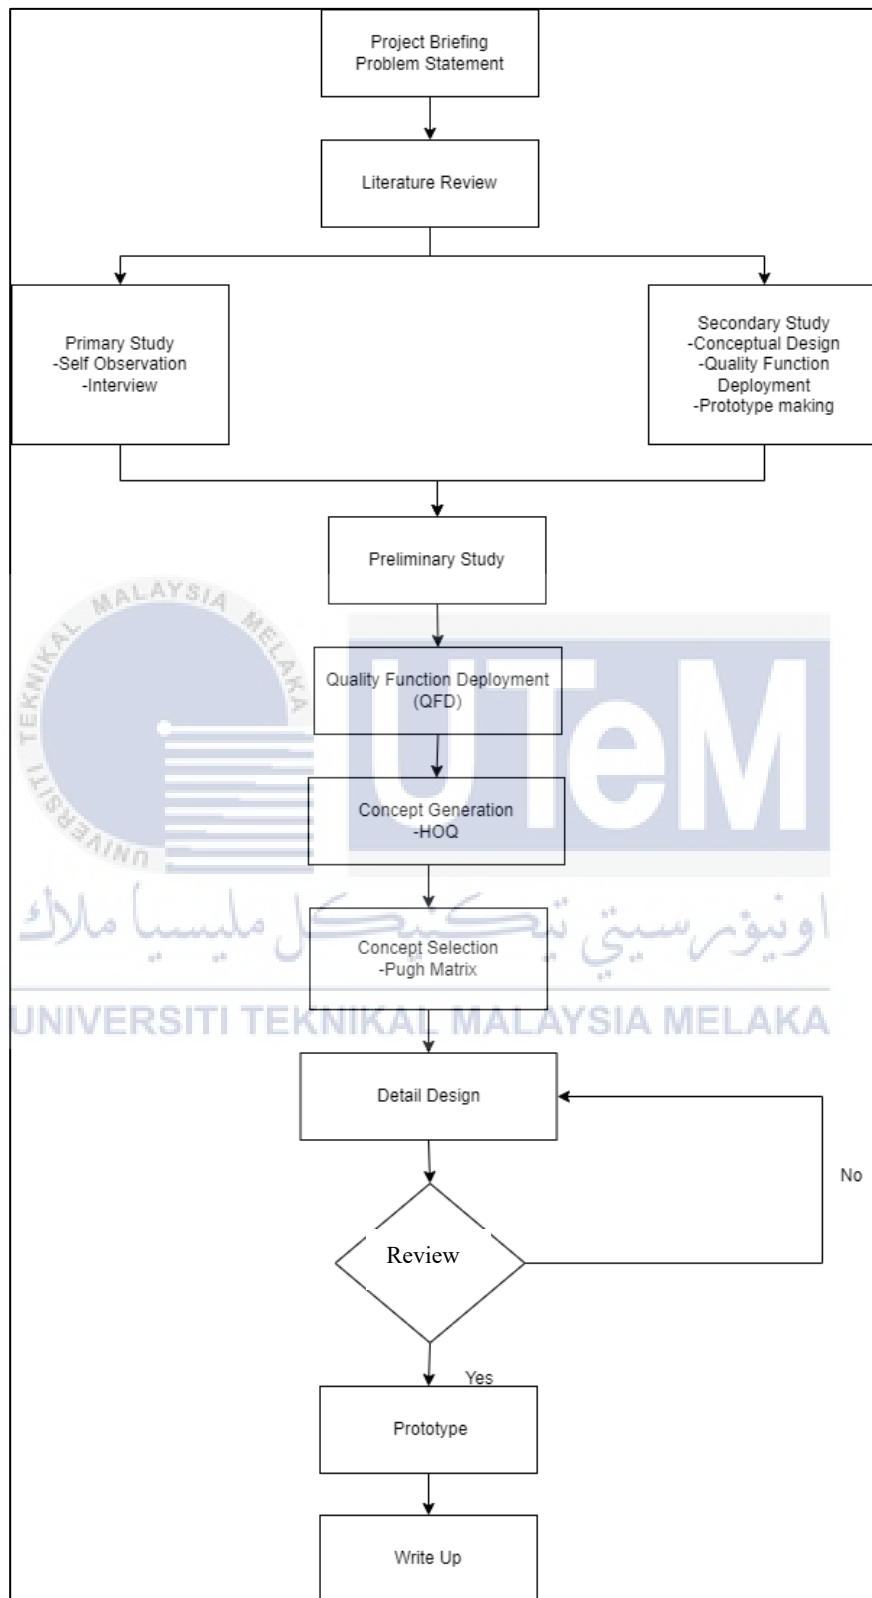 Project Briefing
Problem Statement
Literature Review
Primary Study
-Self Observation
-Interview
Secondary Study
-Conceptual Design
-Quality Function
Deployment
-Prototype making
Preliminary Study
UNIVERSITI TEKNIKAL MALAYSIA MELAKA
UTeM
Quality Function Deployment
(QFD)
Concept Generation
-HOQ
اونيۏرسيتي تيكنيكل مليسيا ملاك
Concept Selection
-Pugh Matrix
UNIVERSITI TEKNIKAL MALAYSIA MELAKA
Detail Design
No
Review
Yes
Prototype
Write Up